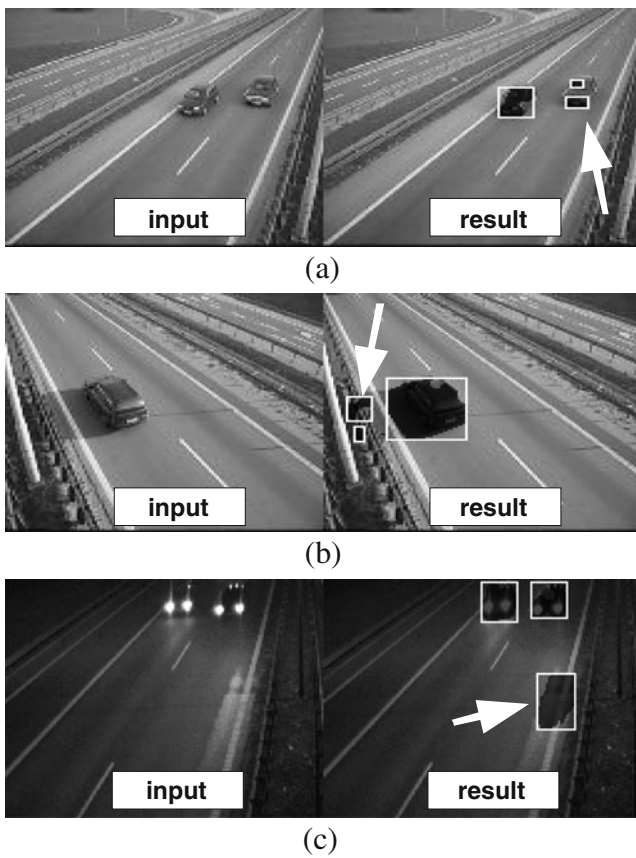 input
result
(a)
input
result
(b)
input
result
(c)